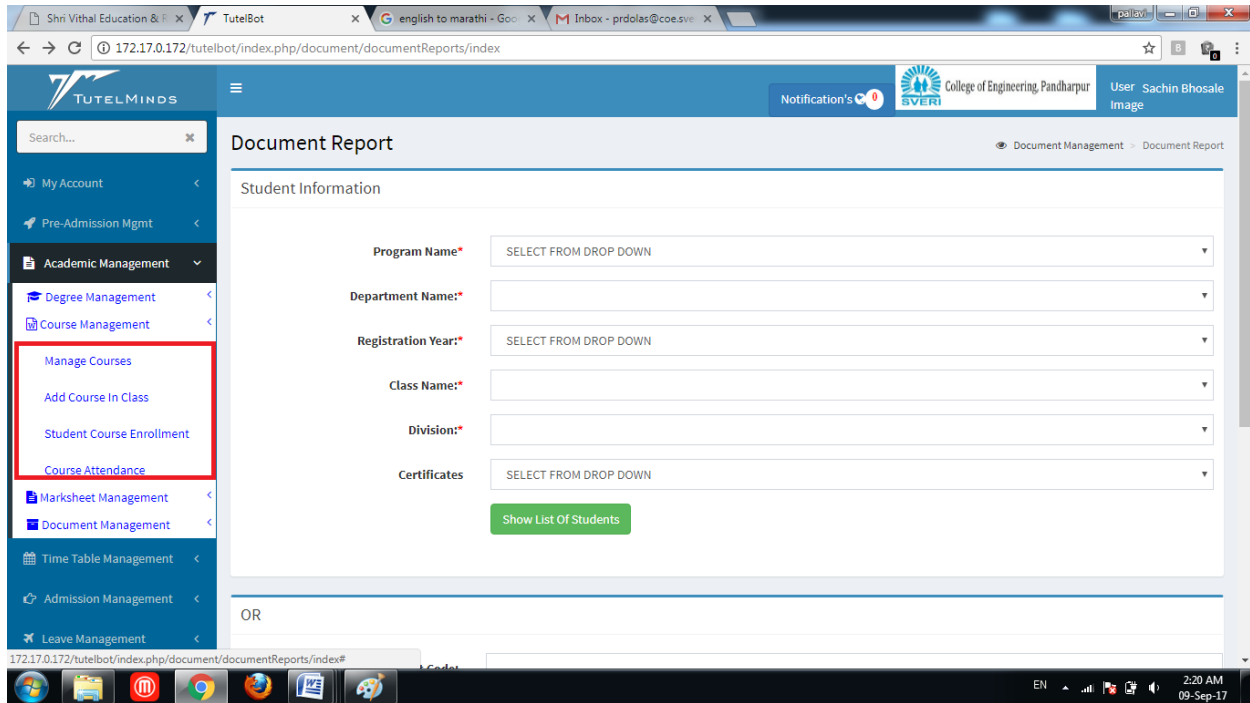 Shri Vithal Education & R
TutelBot
english to marathi - Goo
Inbox - prdolas@coe.sve
pallavi
172.17.0.172/tutelbot/index.php/document/documentReports/index
TUTELMINDS
Notification's 0
SVERI
College of Engineering, Pandharpur
User Image
Sachin Bhosale
Search...
Document Report
Document Management > Document Report
My Account
Pre-Admission Mgmt
Academic Management
Degree Management
Course Management
Manage Courses
Add Course In Class
Student Course Enrollment
Course Attendance
Marksheet Management
Document Management
Time Table Management
Admission Management
Leave Management
Student Information
Program Name* SELECT FROM DROP DOWN
Department Name:*
Registration Year:* SELECT FROM DROP DOWN
Class Name:*
Division:*
Certificates SELECT FROM DROP DOWN
Show List Of Students
OR
Code:
172.17.0.172/tutelbot/index.php/document/documentReports/index#
EN
2:20 AM
09-Sep-17